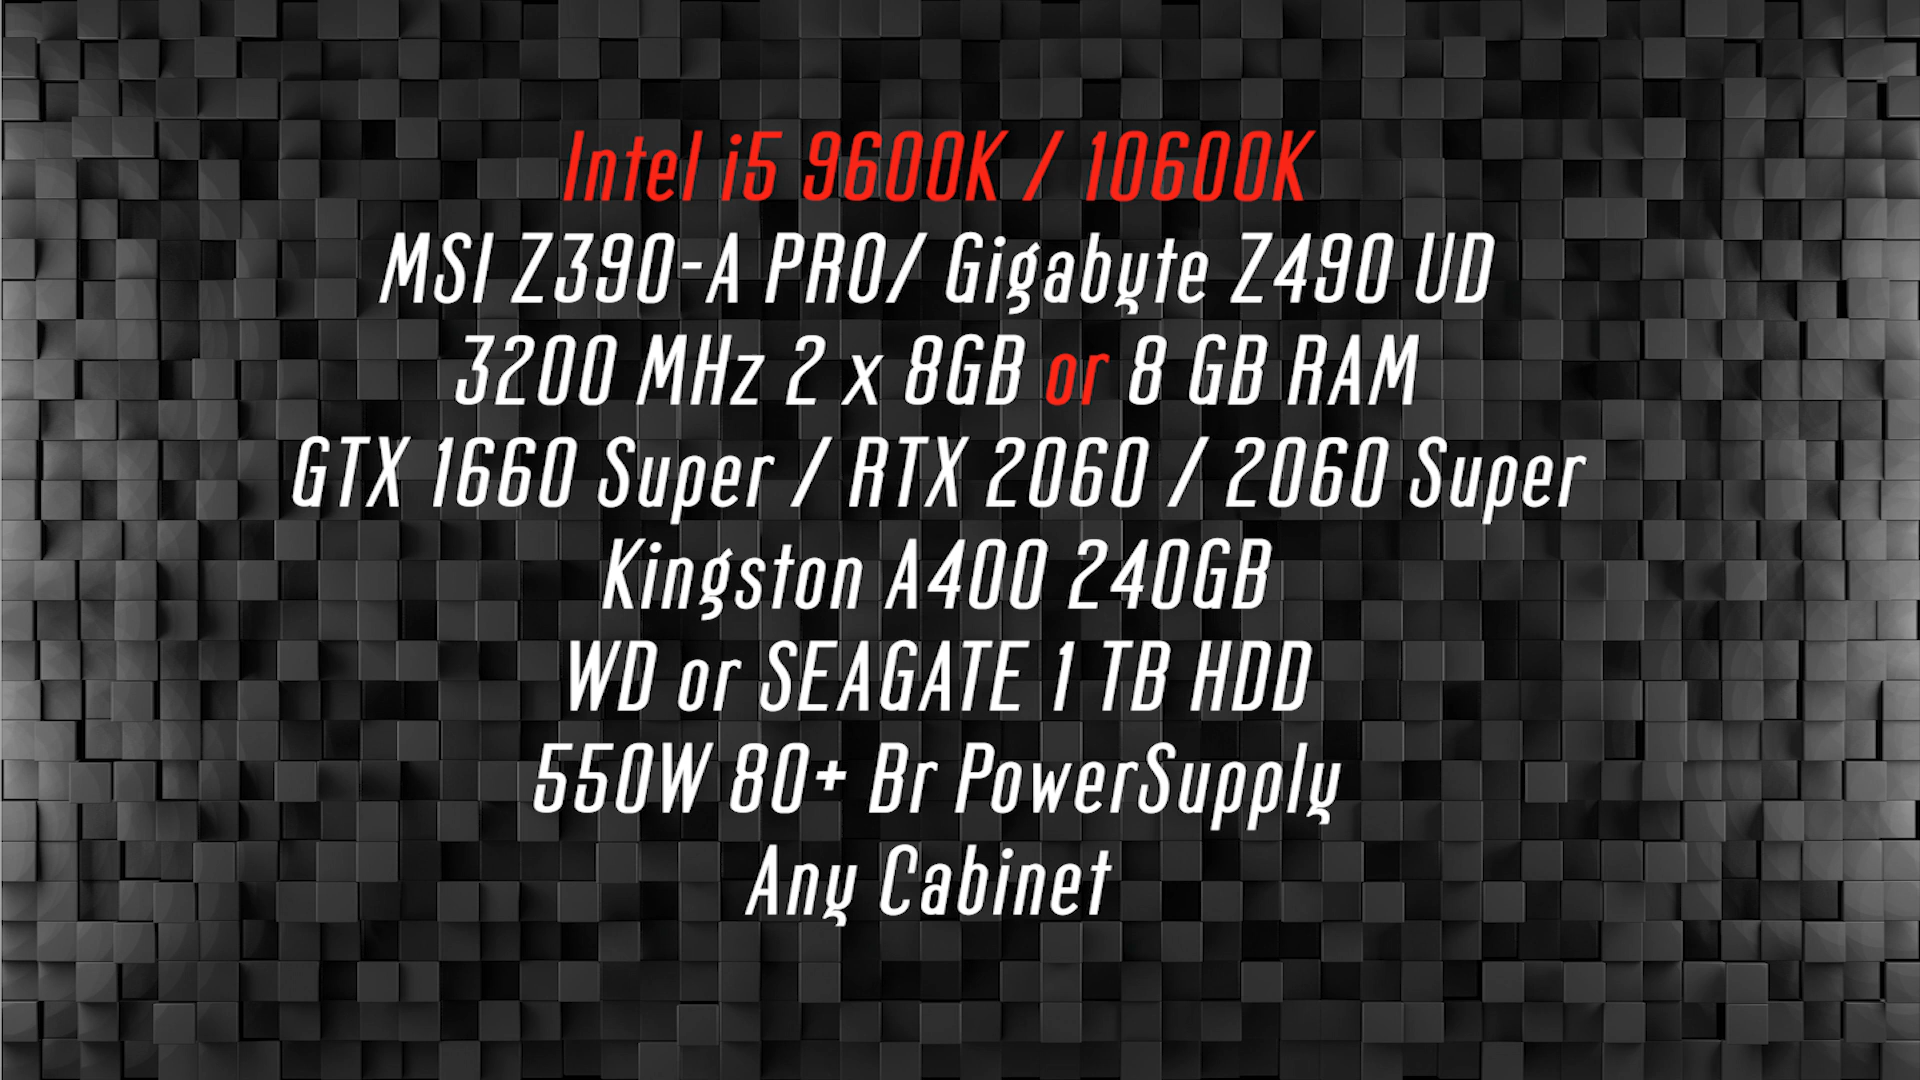 Intel i5 9600K / 10600K
MSI Z390-A PRO/ Gigabyte Z490 UD
3200 MHz 2 x 8GB or 8 GB RAM
GTX 1660 Super / RTX 2060 / 2060 Super
Kingston A400 240GB
WD or SEAGATE 1 TB HDD
550W 80+ Br PowerSupply
Any Cabinet